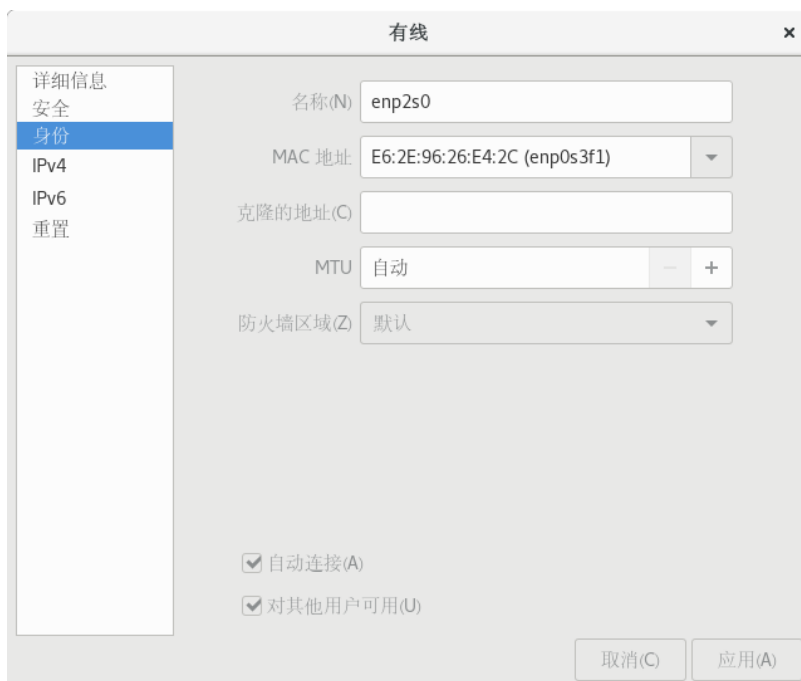 有线
详细信息
安全
身份
IPv4
IPv6
重置
名称(N) enp2s0
MAC 地址 E6:2E:96:26:E4:2C (enp0s3f1)
克隆的地址(C)
MTU 自动 − +
防火墙区域(Z) 默认
自动连接(A)
对其他用户可用(U)
取消(C) 应用(A)